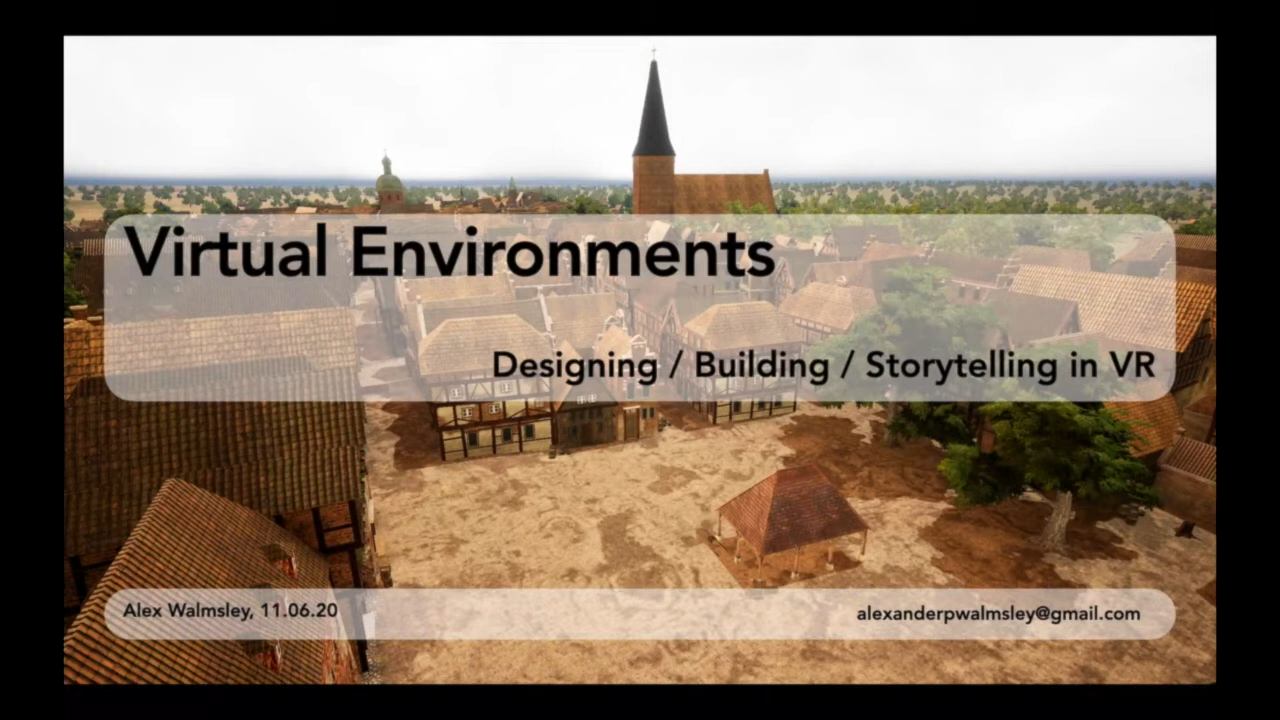 Virtual Environments
Designing / Building / Storytelling in VR
Alex Walmsley, 11.06.20
alexanderpwalmsley@gmail.com